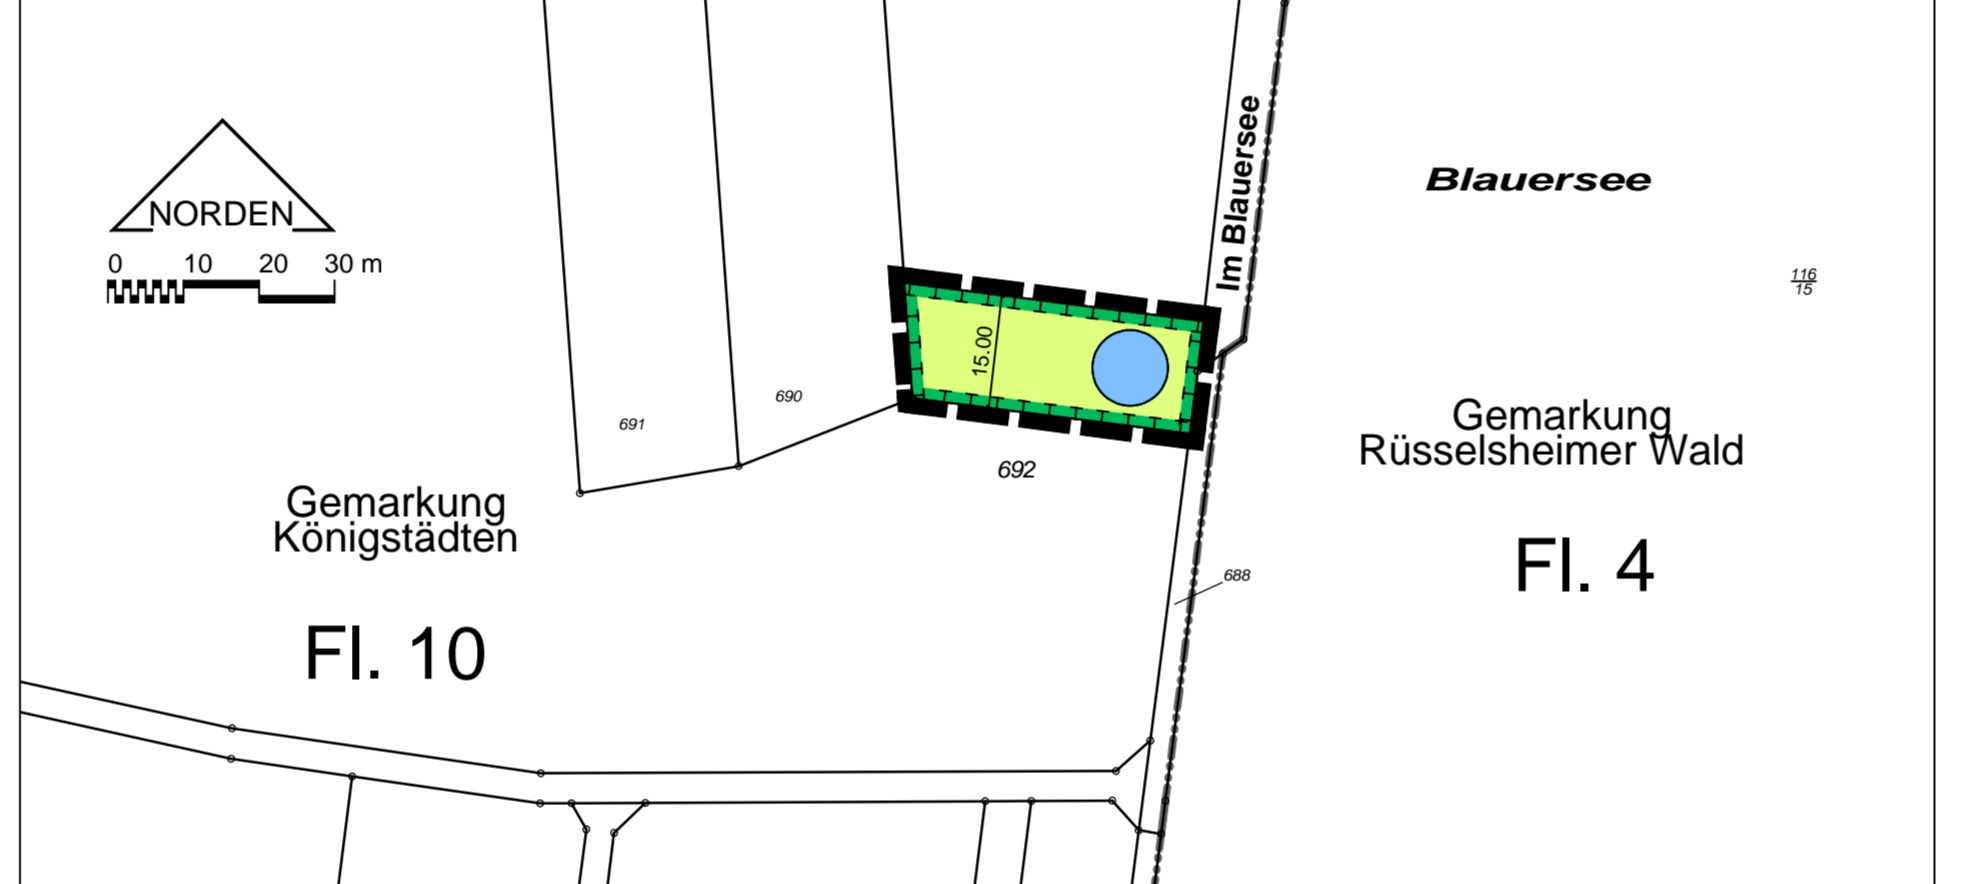 NORDEN
0 10 20 30 m
Im Blauersee
Blauersee
116
15
15.00
690
691
692
Gemarkung
Rüsselsheimer Wald
Gemarkung
Königstädten
Fl. 4
688
Fl. 10